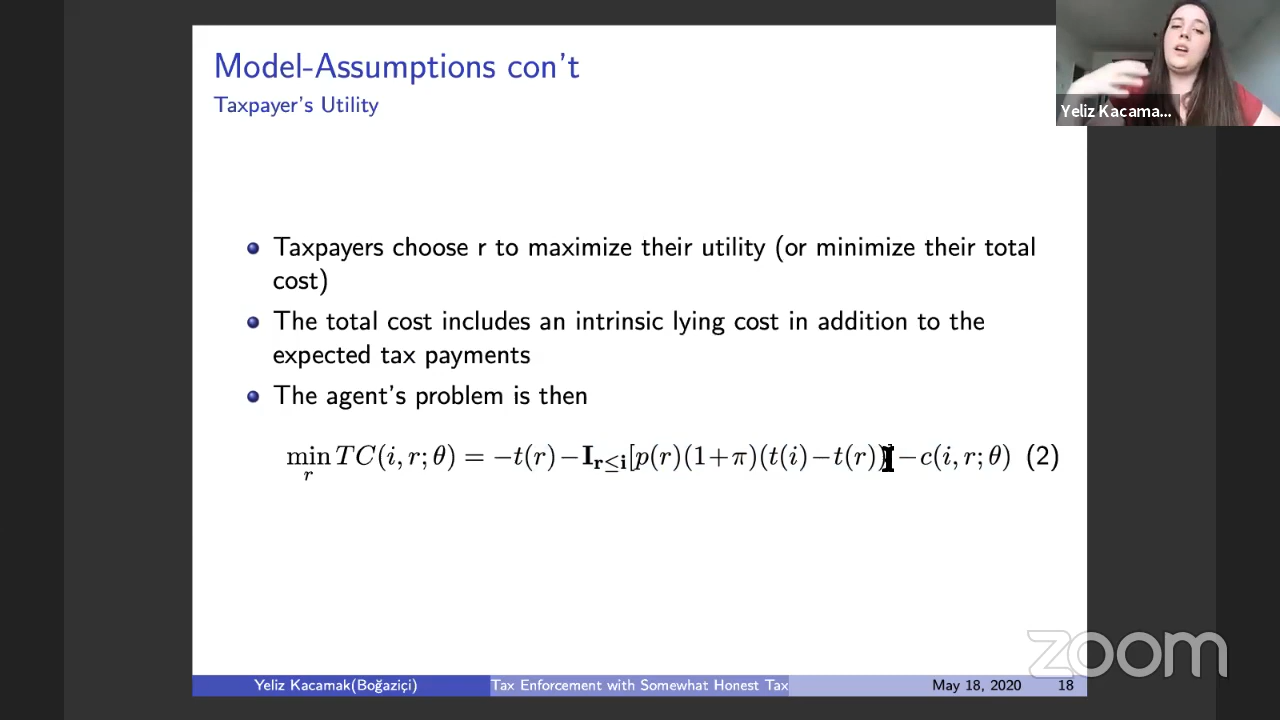 Model-Assumptions con't
Taxpayer's Utility
Yeliz Kacama...
Taxpayers choose r to maximize their utility (or minimize their total
cost)
The total cost includes an intrinsic lying cost in addition to the
expected tax payments
The agent's problem is then
min_r TC(i, r; θ) = −t(r) − I_{r≤i}[p(r)(1+π)(t(i)−t(r))] − c(i, r; θ) (2)
zoom
Yeliz Kacamak(Boğaziçi) Tax Enforcement with Somewhat Honest Tax May 18, 2020 18